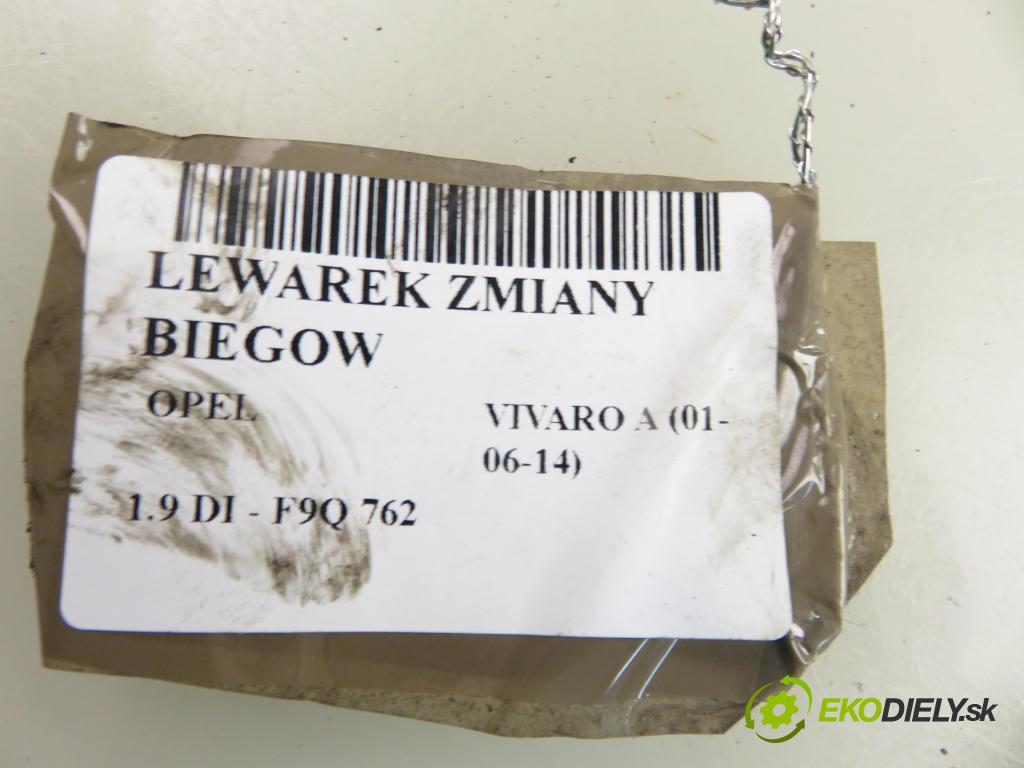 LEWAREK ZMIANY
BIEGOW
OPEL
VIVARO A (01-
06-14)
1.9 DI - F9Q 762
EKODIELY.sk